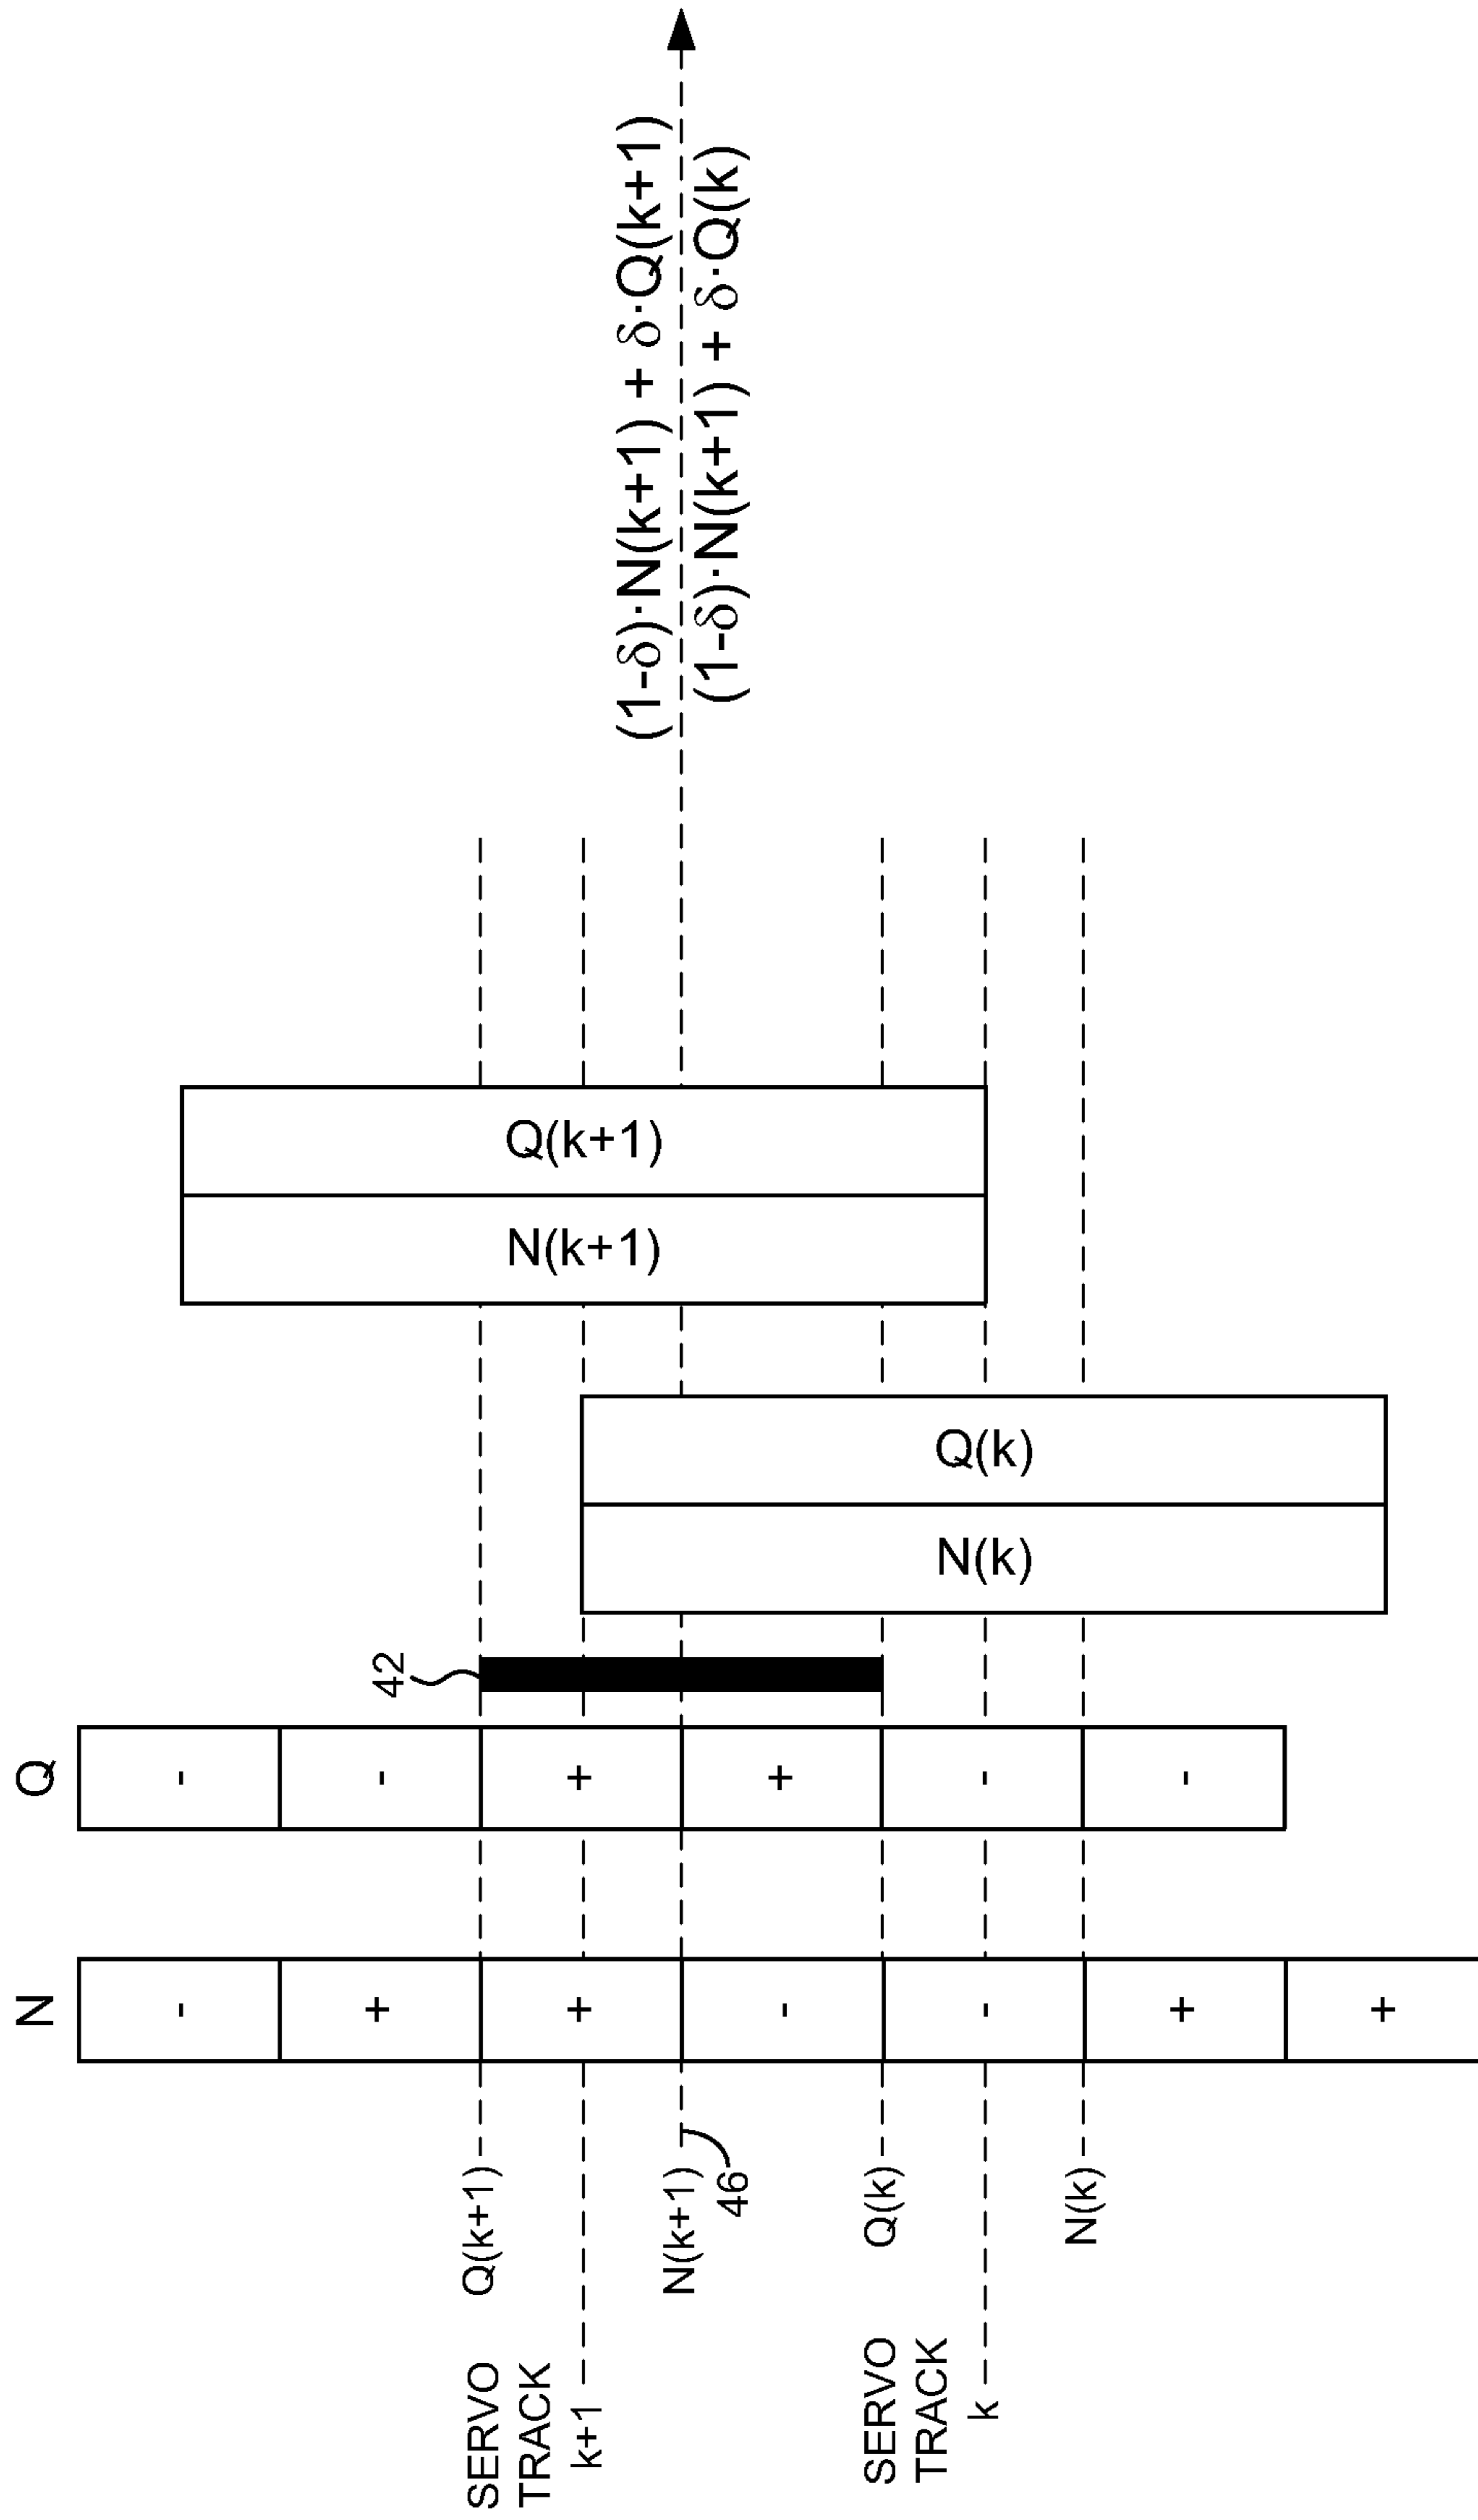 N
Q
-
-
+
+
-
-
-
+
+
-
-
+
+
Q(k+1)
SERVO
TRACK
k+1
N(k+1)
46
Q(k)
SERVO
TRACK
k
N(k)
42
N(k)
Q(k)
N(k+1)
Q(k+1)
(1-δ)·N(k+1) + δ·Q(k+1)
(1-δ)·N(k+1) + δ·Q(k)